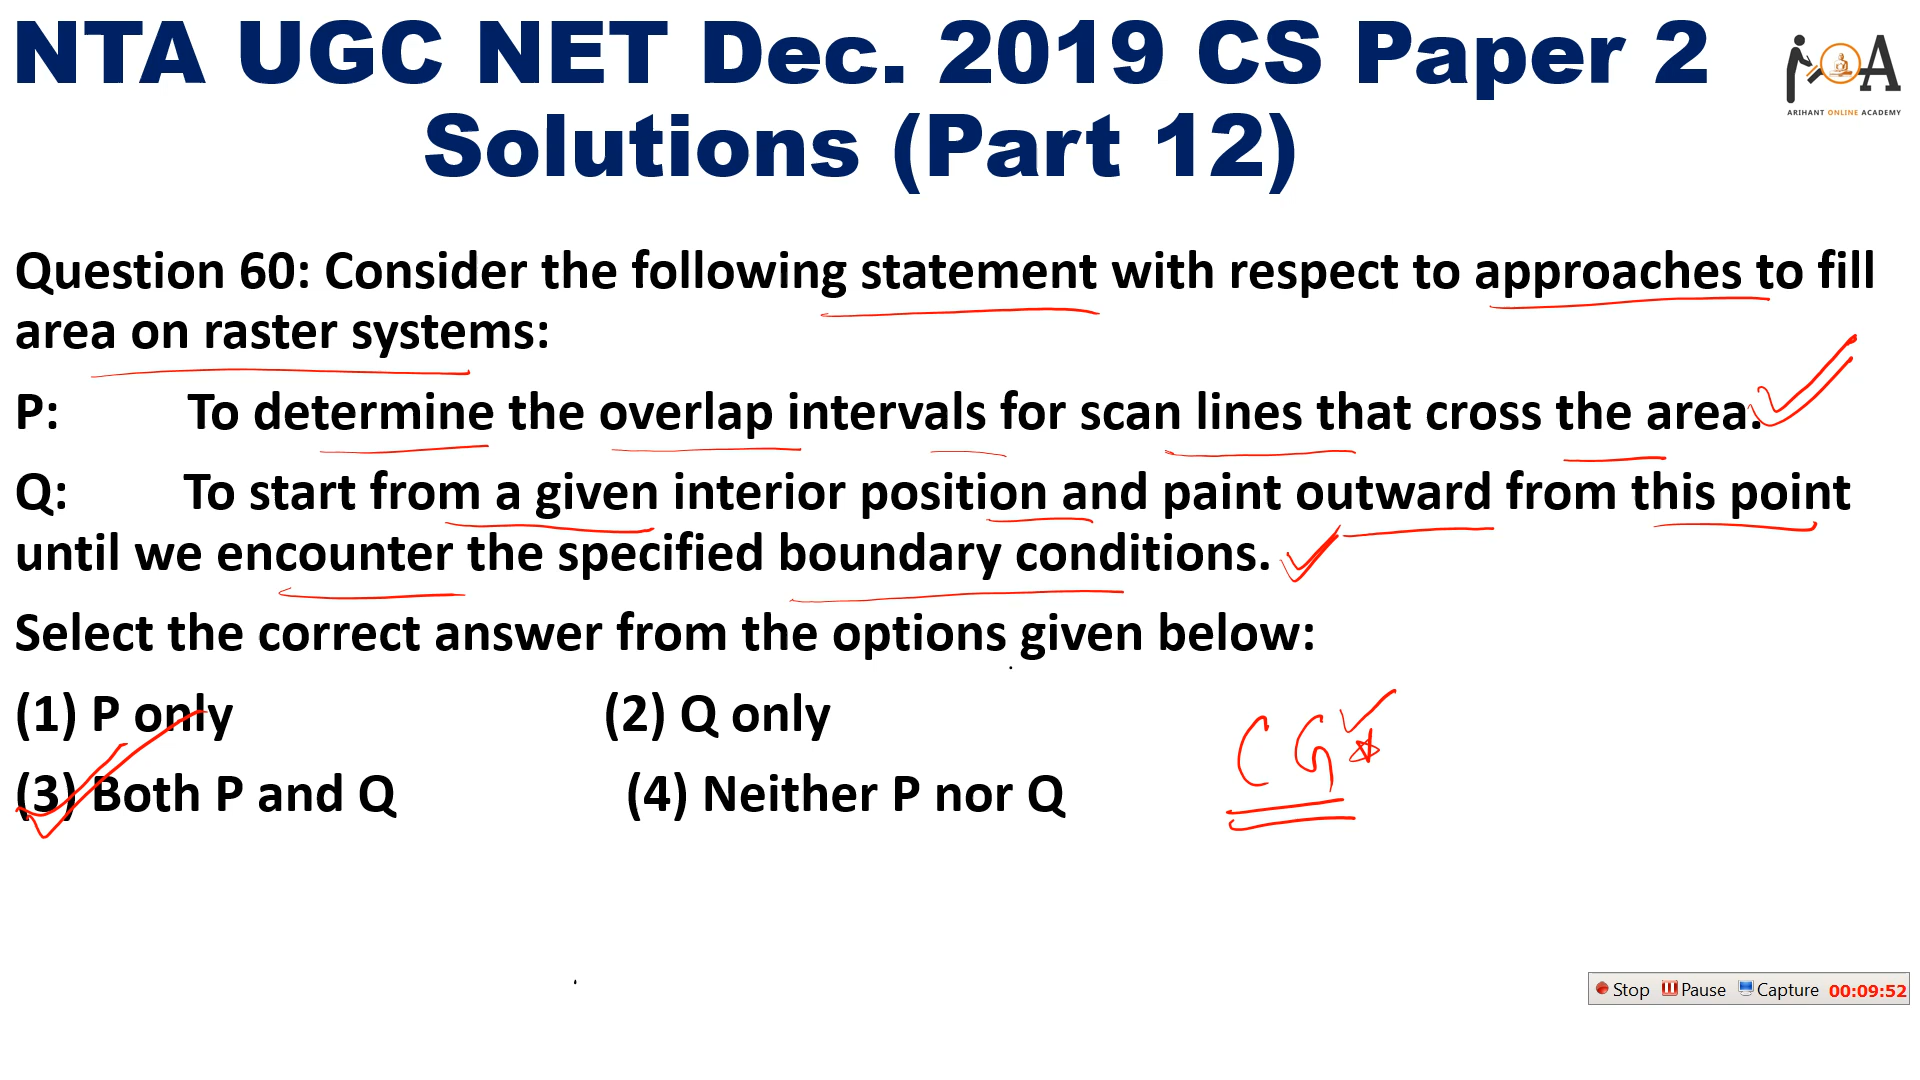 NTA UGC NET Dec. 2019 CS Paper 2
Solutions (Part 12)
ARIHANT ONLINE ACADEMY
Question 60: Consider the following statement with respect to approaches to fill
area on raster systems:
P: To determine the overlap intervals for scan lines that cross the area.
Q: To start from a given interior position and paint outward from this point
until we encounter the specified boundary conditions.
Select the correct answer from the options given below:
(1) P only (2) Q only
(3) Both P and Q (4) Neither P nor Q
CG
Stop Pause Capture 00:09:52